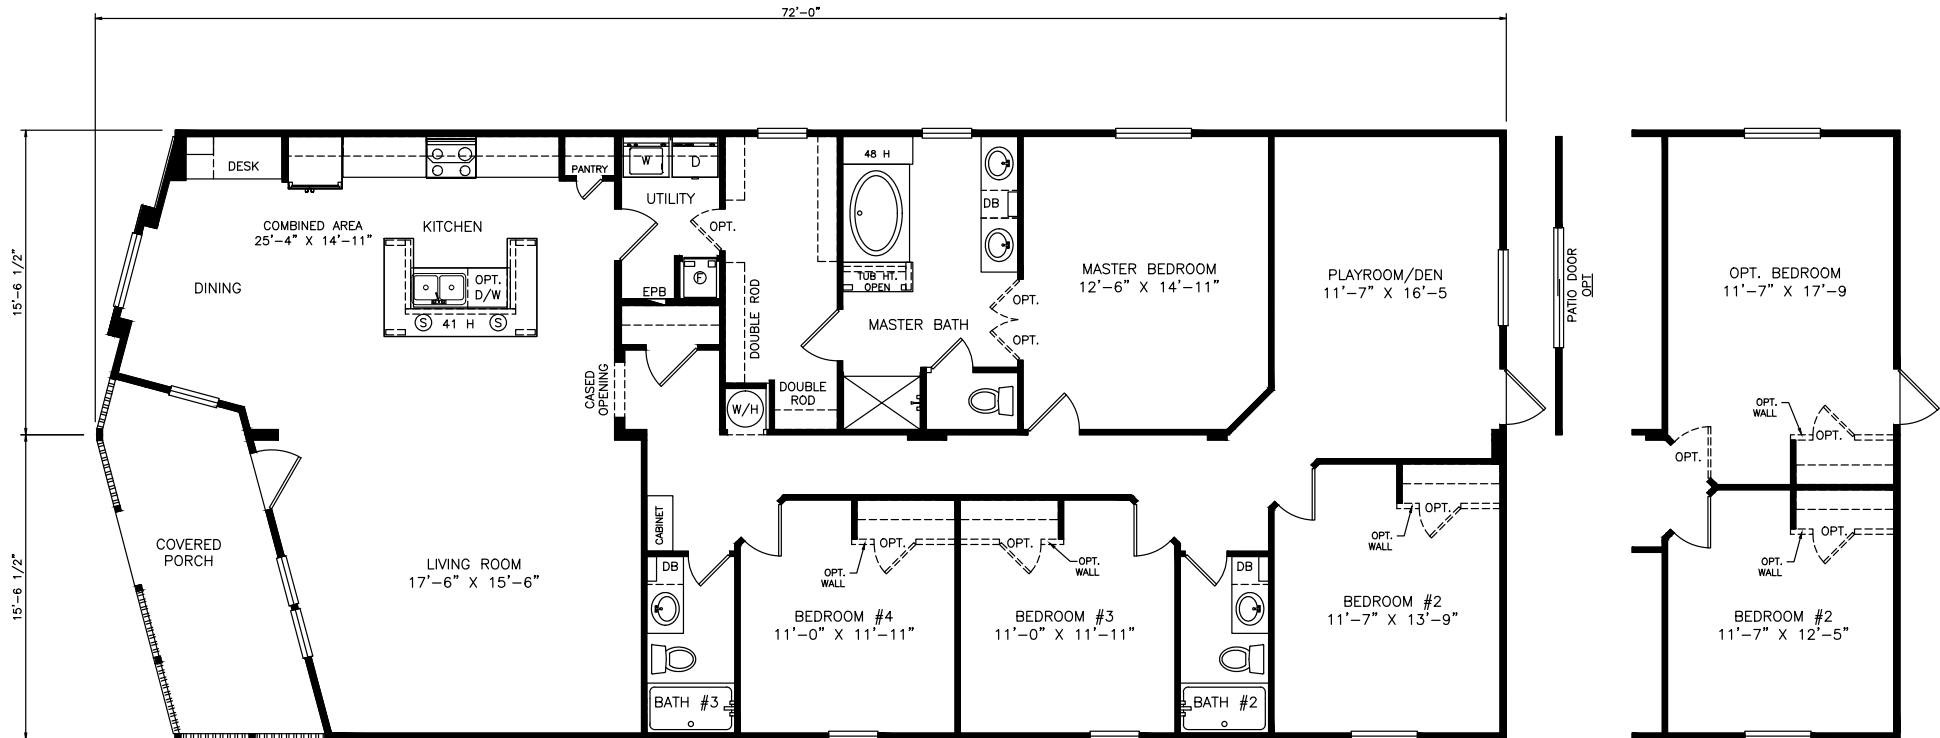 72'-0"
15'-6 1/2"
15'-6 1/2"
DESK
COMBINED AREA
25'-4" X 14'-11"
KITCHEN
DINING
PANTRY
OPT.
D/W
S
41 H
S
W
D
UTILITY
OPT.
EPB
F
CASED
OPENING
DOUBLE ROD
DOUBLE
ROD
W/H
48 H
TUB HT.
OPEN
DB
MASTER BATH
OPT.
OPT.
MASTER BEDROOM
12'-6" X 14'-11"
PLAYROOM/DEN
11'-7" X 16'-5
PATIO DOOR
OPT
OPT. BEDROOM
11'-7" X 17'-9
OPT.
WALL
OPT.
OPT.
OPT.
OPT.
WALL
BEDROOM #2
11'-7" X 12'-5"
COVERED
PORCH
LIVING ROOM
17'-6" X 15'-6"
CABINET
DB
BATH #3
OPT.
OPT.
WALL
BEDROOM #4
11'-0" X 11'-11"
OPT.
OPT.
WALL
BEDROOM #3
11'-0" X 11'-11"
DB
BATH #2
OPT.
OPT.
WALL
BEDROOM #2
11'-7" X 13'-9"